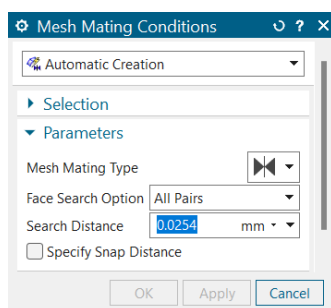 Mesh Mating Conditions
Automatic Creation
Selection
Parameters
Mesh Mating Type
Face Search Option All Pairs
Search Distance 0.0254 mm
Specify Snap Distance
OK Apply Cancel